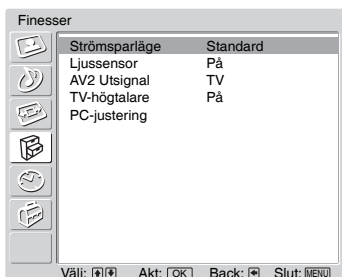 Finesser
Strömsparläge Standard
Ljussensor På
AV2 Utsignal TV
TV-högtalare På
PC-justering
Välj: Akt: OK Back: Slut: MENU